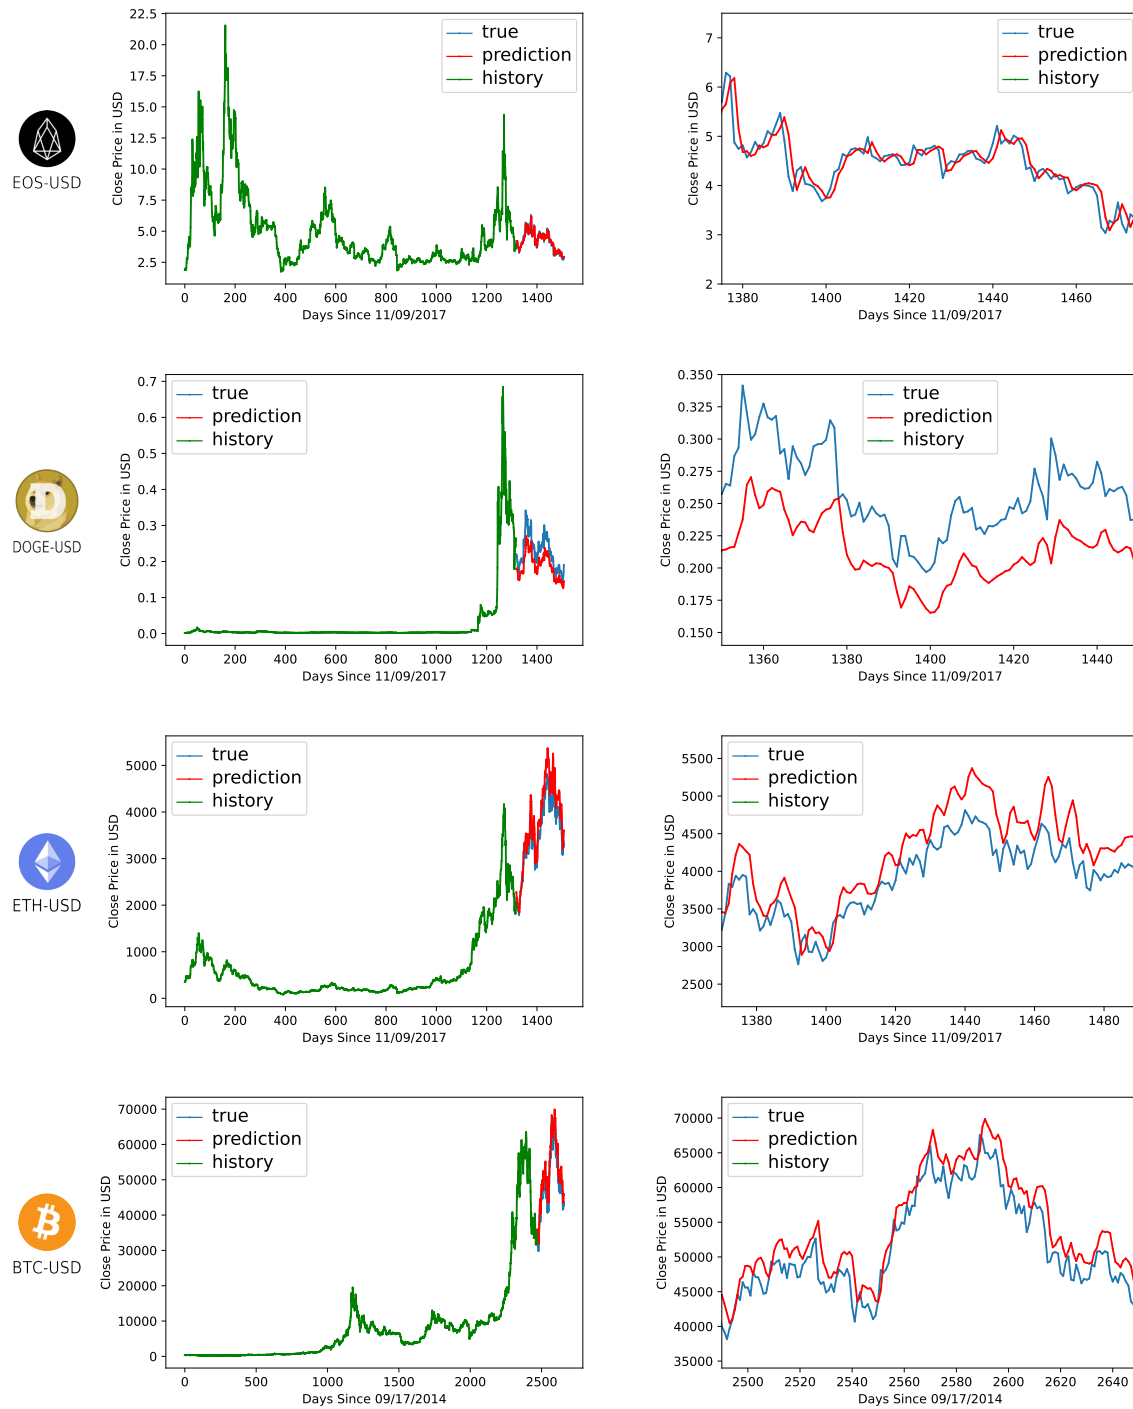 EOS-USD
22.5
20.0
17.5
15.0
12.5
10.0
7.5
5.0
2.5
Close Price in USD
true
prediction
history
0 200 400 600 800 1000 1200 1400
Days Since 11/09/2017
7
6
5
4
3
2
Close Price in USD
true
prediction
history
1380 1400 1420 1440 1460
Days Since 11/09/2017
DOGE-USD
0.7
0.6
0.5
0.4
0.3
0.2
0.1
0.0
Close Price in USD
true
prediction
history
0 200 400 600 800 1000 1200 1400
Days Since 11/09/2017
0.350
0.325
0.300
0.275
0.250
0.225
0.200
0.175
0.150
Close Price in USD
true
prediction
history
1360 1380 1400 1420 1440
Days Since 11/09/2017
ETH-USD
5000
4000
3000
2000
1000
0
Close Price in USD
true
prediction
history
0 200 400 600 800 1000 1200 1400
Days Since 11/09/2017
5500
5000
4500
4000
3500
3000
2500
Close Price in USD
true
prediction
history
1380 1400 1420 1440 1460 1480
Days Since 11/09/2017
BTC-USD
70000
60000
50000
40000
30000
20000
10000
0
Close Price in USD
true
prediction
history
0 500 1000 1500 2000 2500
Days Since 09/17/2014
70000
65000
60000
55000
50000
45000
40000
35000
Close Price in USD
true
prediction
history
2500 2520 2540 2560 2580 2600 2620 2640
Days Since 09/17/2014